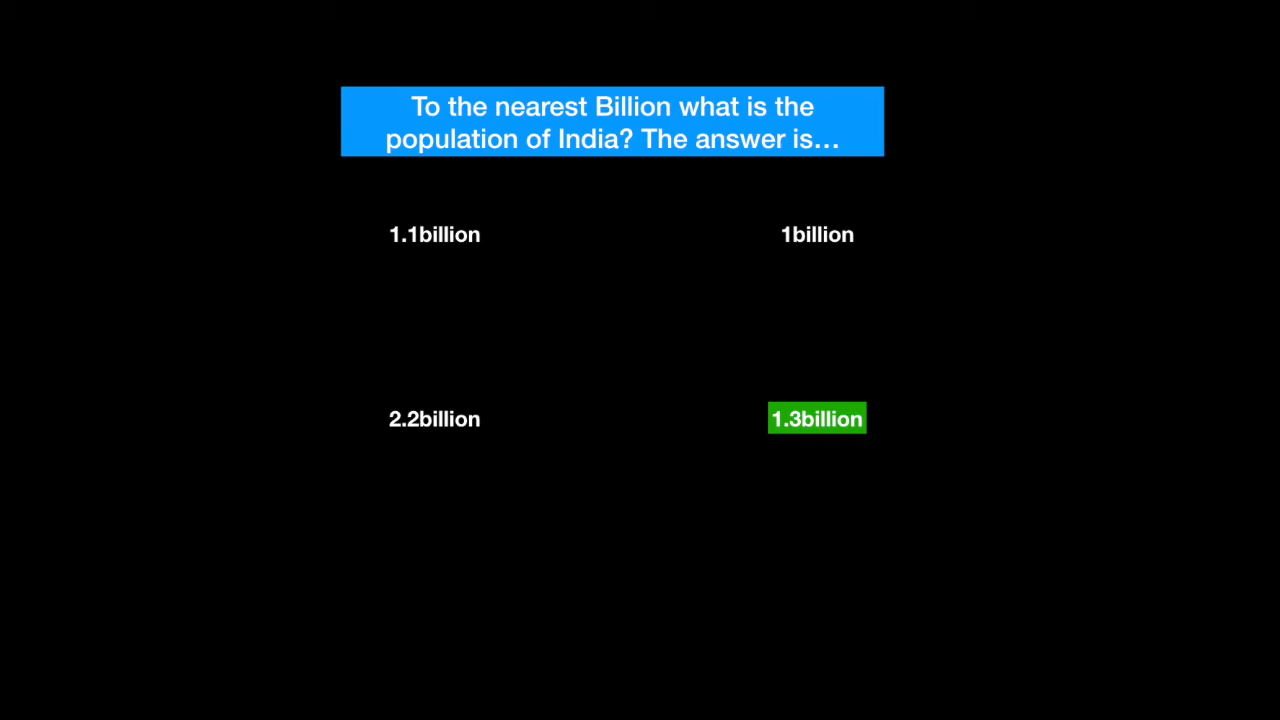 To the nearest Billion what is the
population of India? The answer is…
1.1billion
1billion
2.2billion
1.3billion